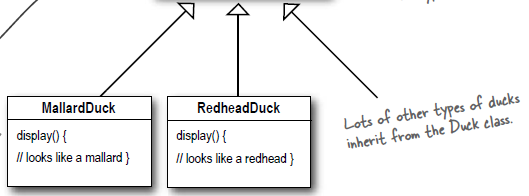 MallardDuck
display() {
// looks like a mallard }
RedheadDuck
display() {
// looks like a redhead }
Lots of other types of ducks
inherit from the Duck class.